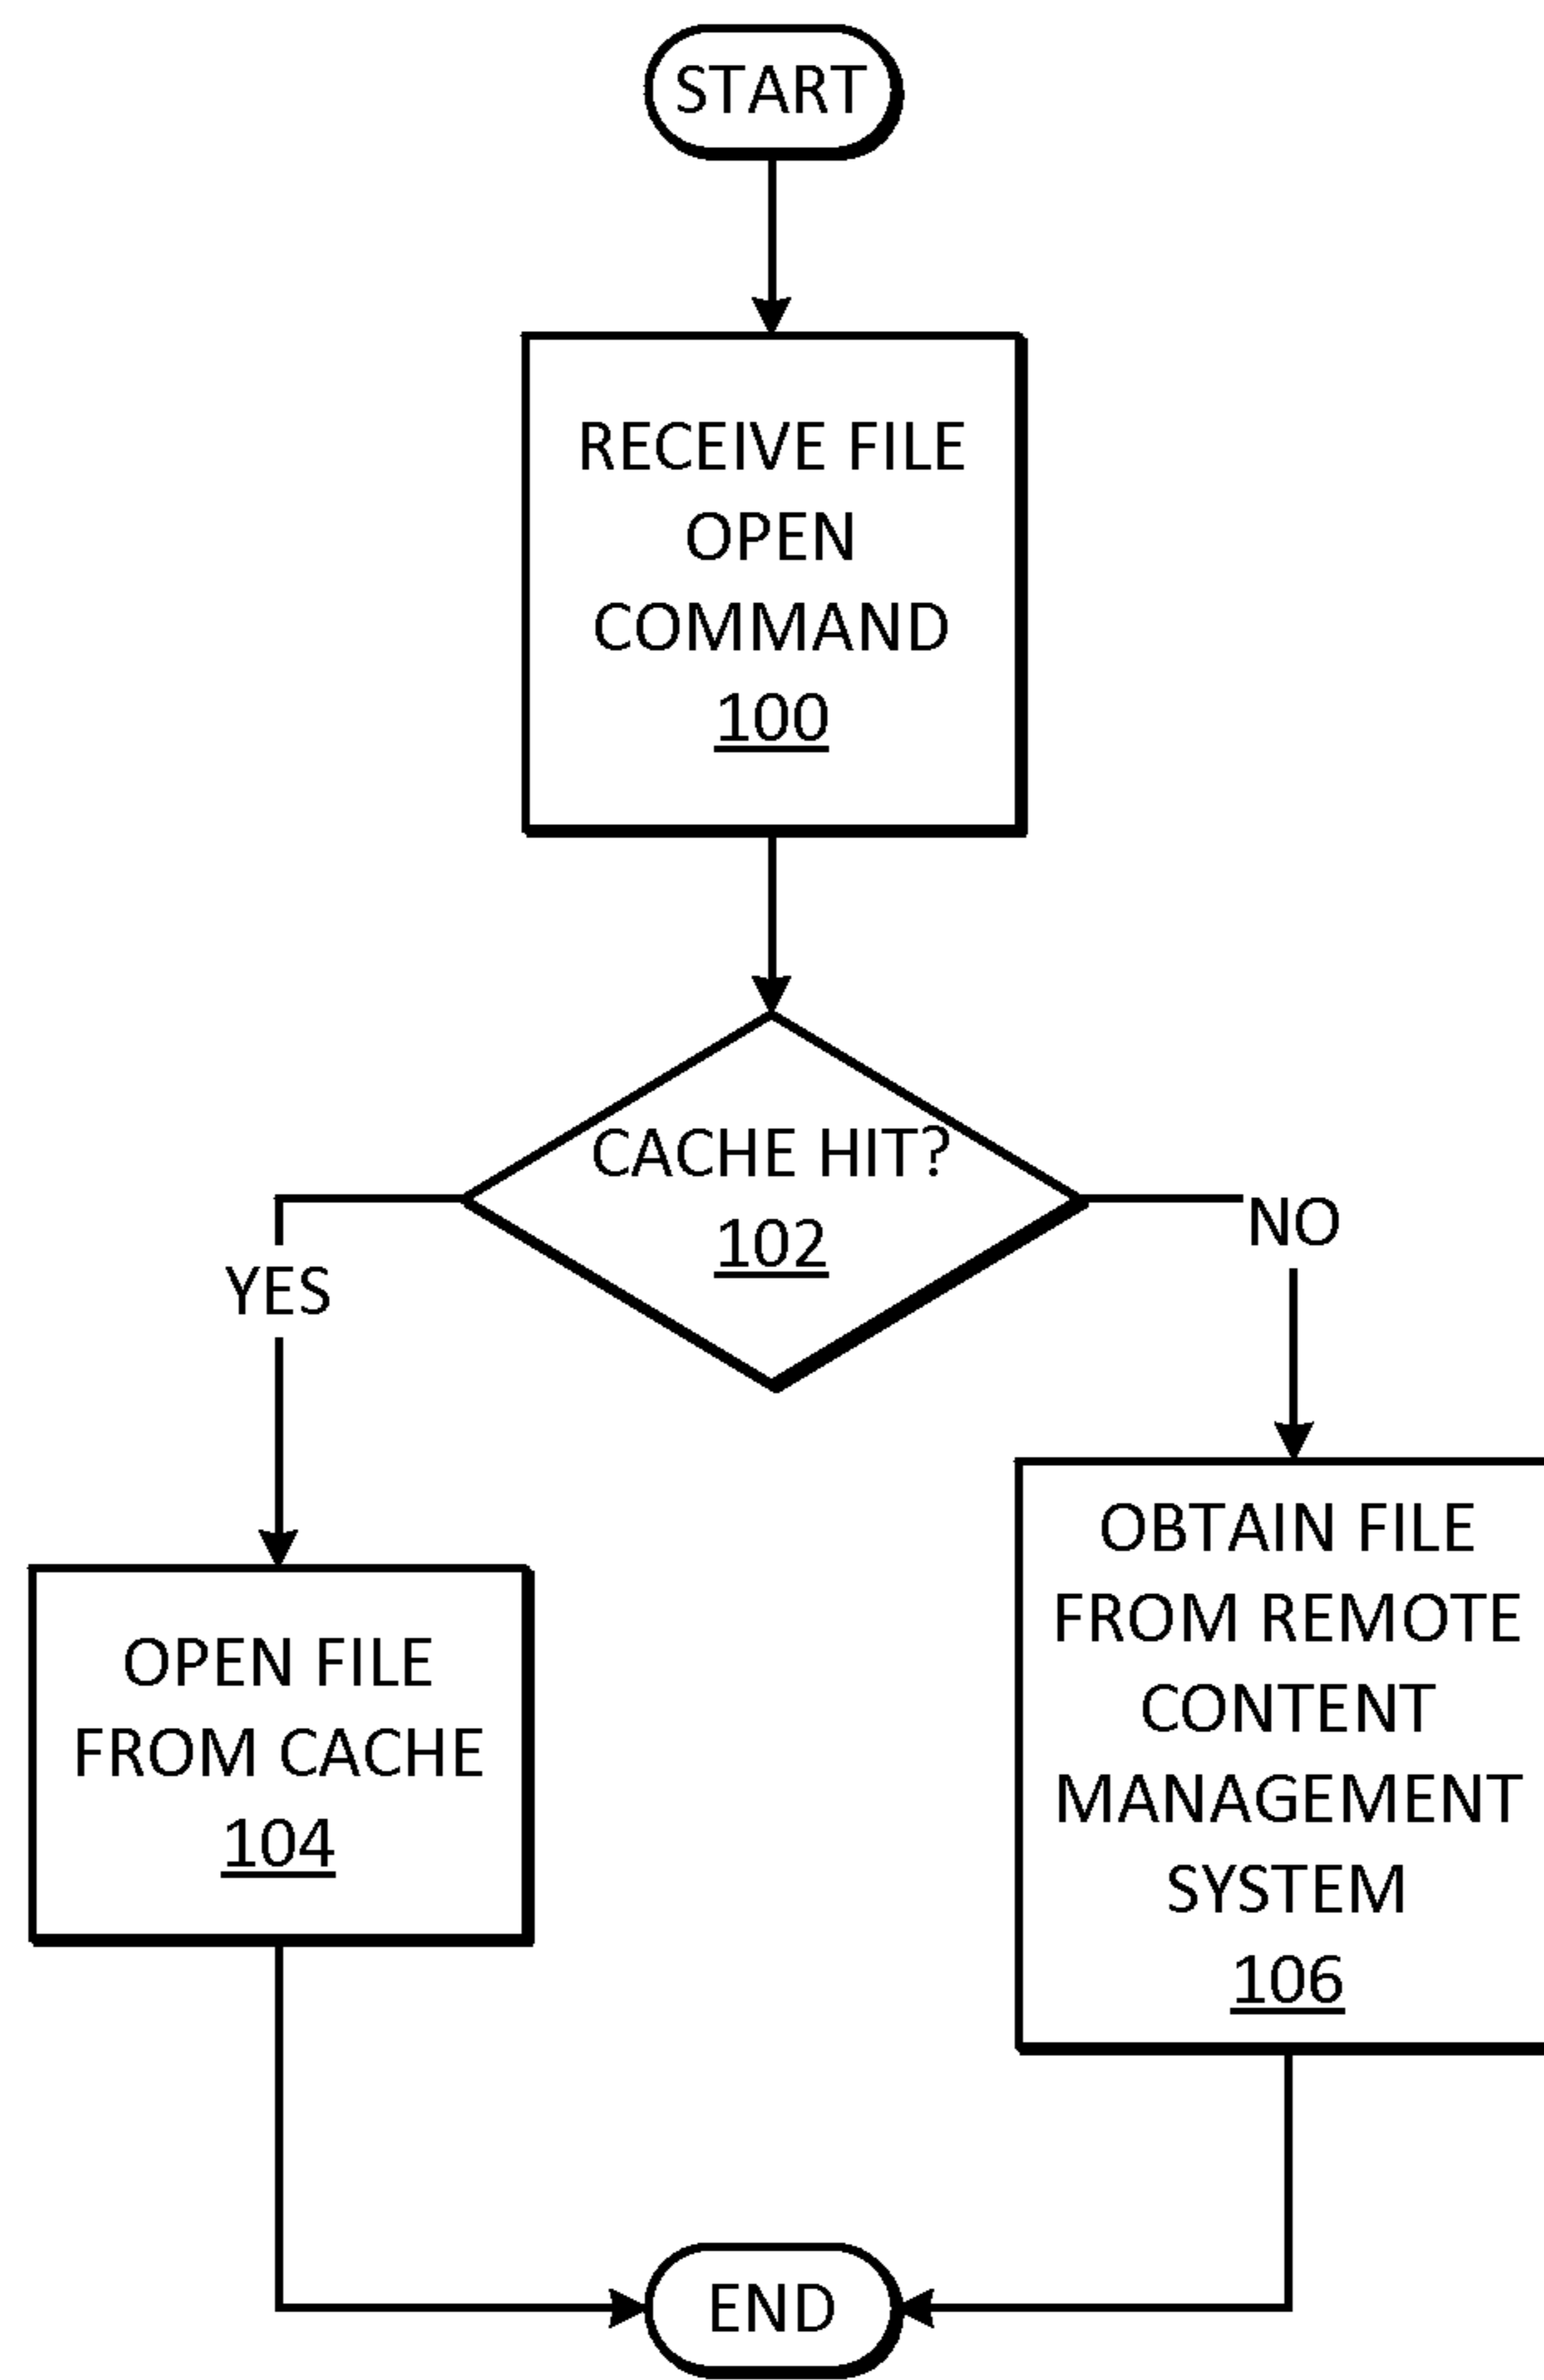 START
RECEIVE FILE
OPEN
COMMAND
100
CACHE HIT?
102
YES
NO
OPEN FILE
FROM CACHE
104
OBTAIN FILE
FROM REMOTE
CONTENT
MANAGEMENT
SYSTEM
106
END